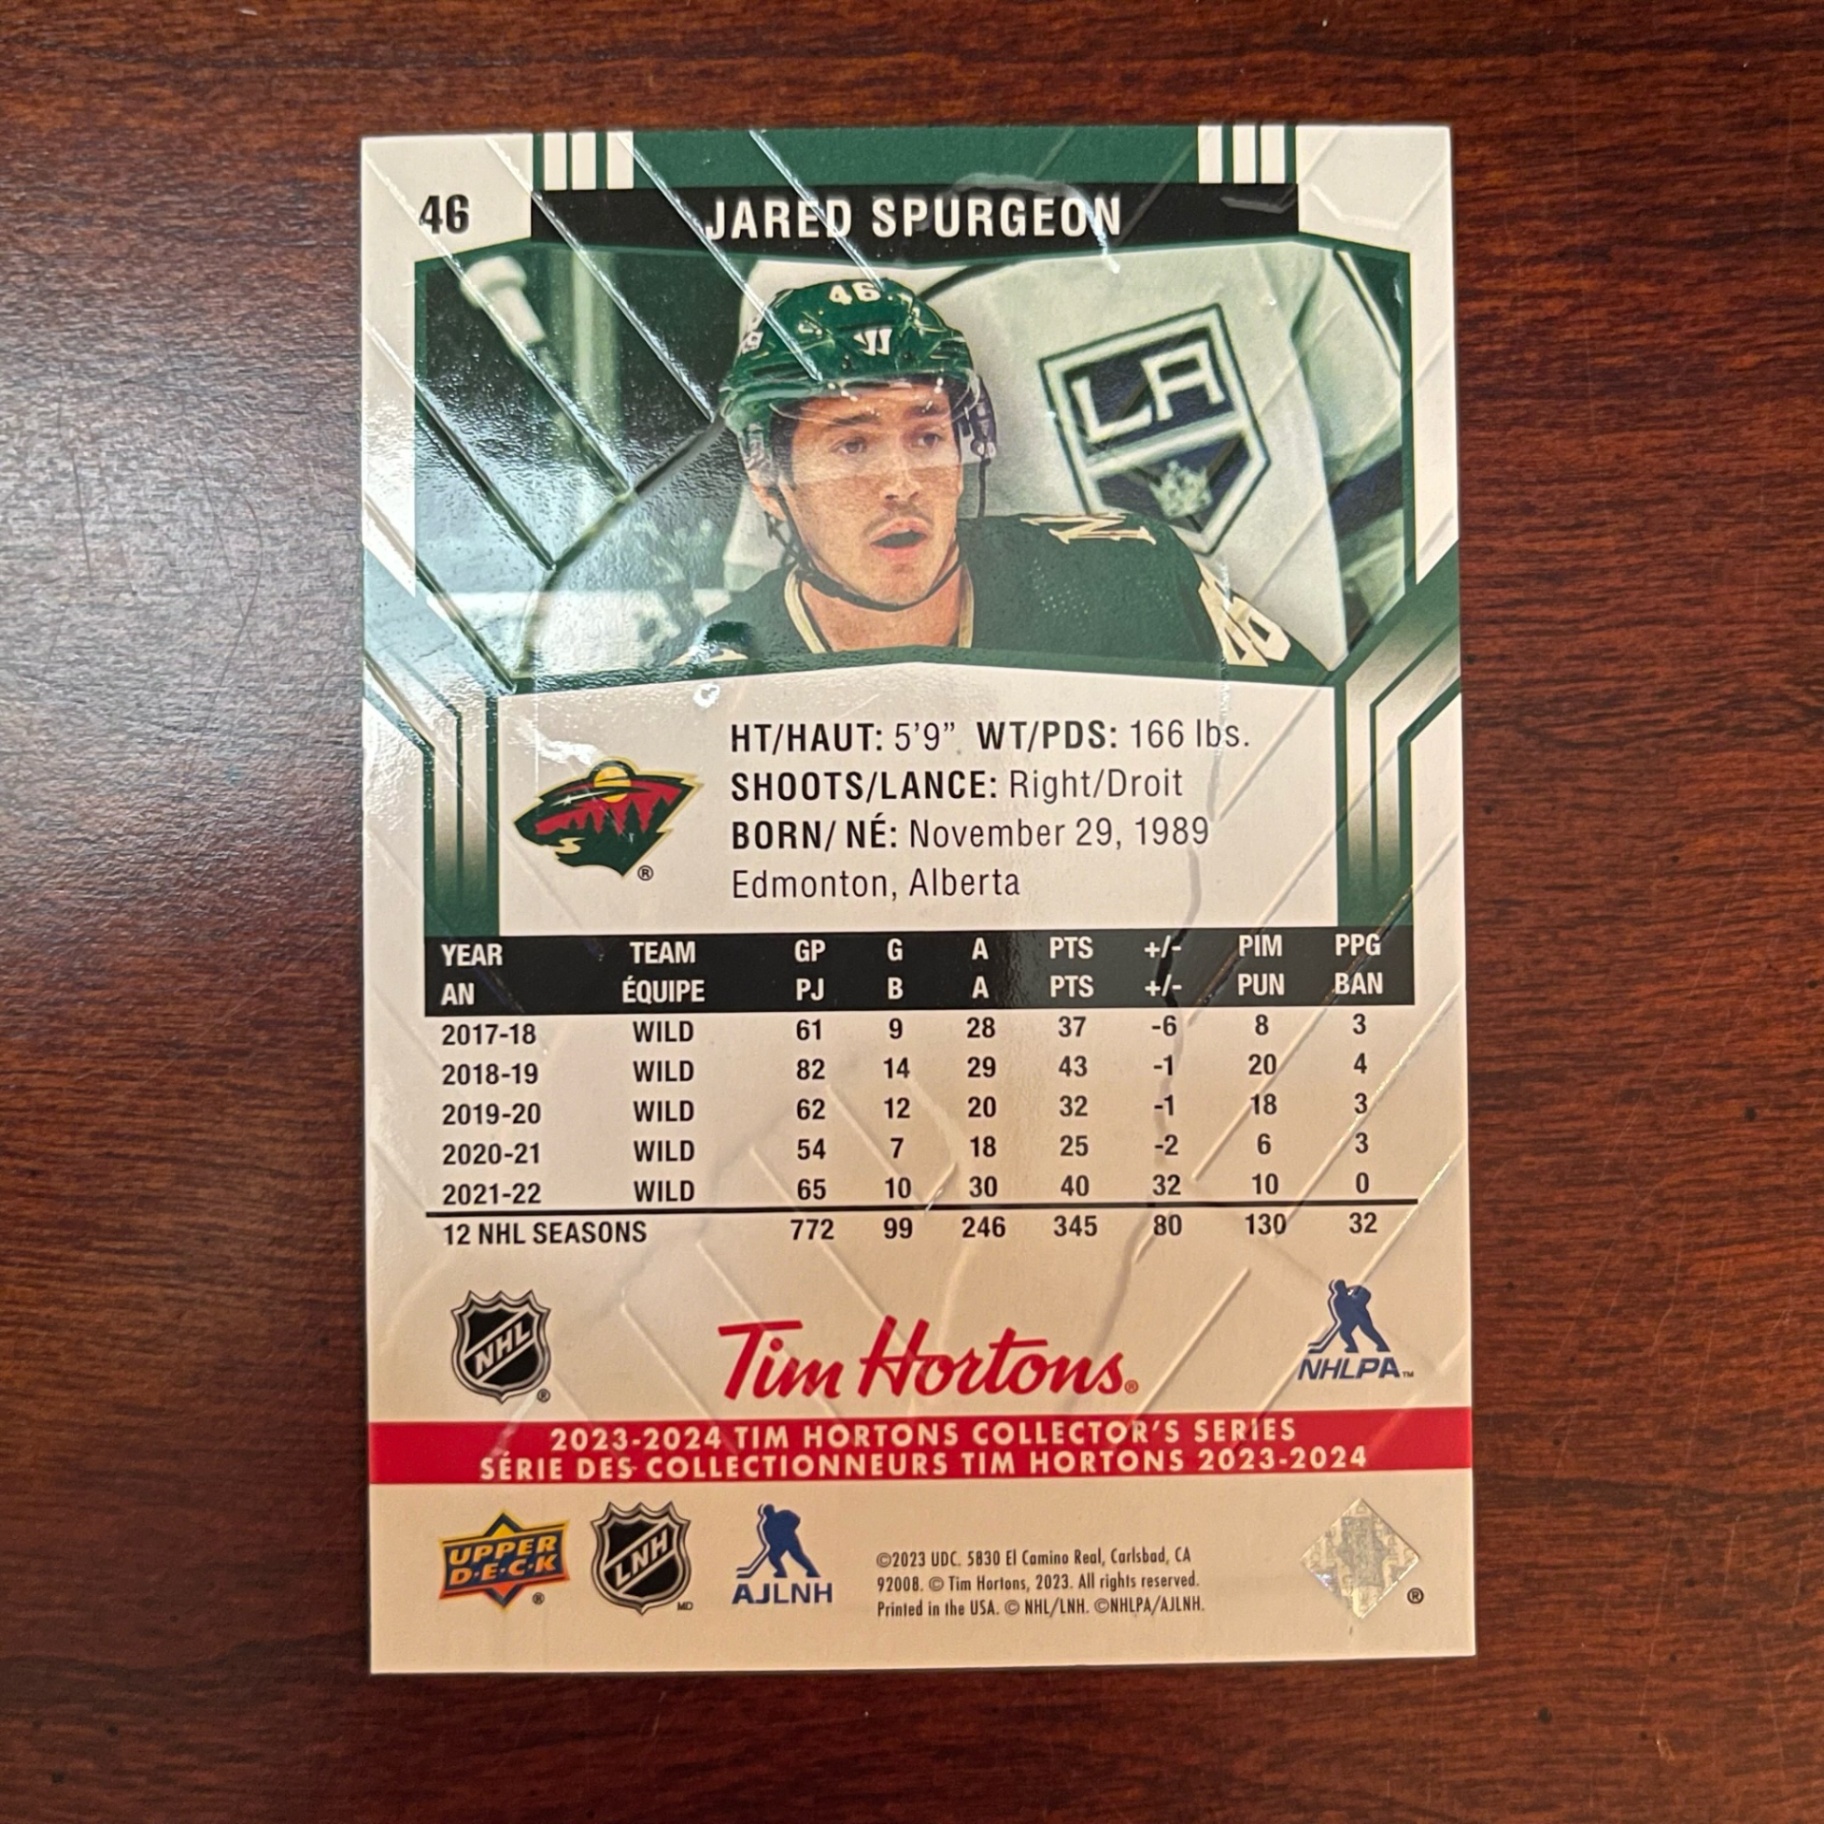 46
JARED SPURGEON
46
LA
46
HT/HAUT: 5'9" WT/PDS: 166 lbs.
SHOOTS/LANCE: Right/Droit
BORN/ NÉ: November 29, 1989
Edmonton, Alberta
®
YEAR TEAM GP G A PTS +/- PIM PPG
AN ÉQUIPE PJ B A PTS +/- PUN BAN
2017-18 WILD 61 9 28 37 -6 8 3
2018-19 WILD 82 14 29 43 -1 20 4
2019-20 WILD 62 12 20 32 -1 18 3
2020-21 WILD 54 7 18 25 -2 6 3
2021-22 WILD 65 10 30 40 32 10 0
12 NHL SEASONS 772 99 246 345 80 130 32
NHL ®
Tim Hortons®
NHLPA™
2023-2024 TIM HORTONS COLLECTOR'S SERIES
SÉRIE DES COLLECTIONNEURS TIM HORTONS 2023-2024
UPPER
D·E·C·K ®
LNH MD
AJLNH
©2023 UDC. 5830 El Camino Real, Carlsbad, CA
92008. © Tim Hortons, 2023. All rights reserved.
Printed in the USA. © NHL/LNH. ©NHLPA/AJLNH.
®